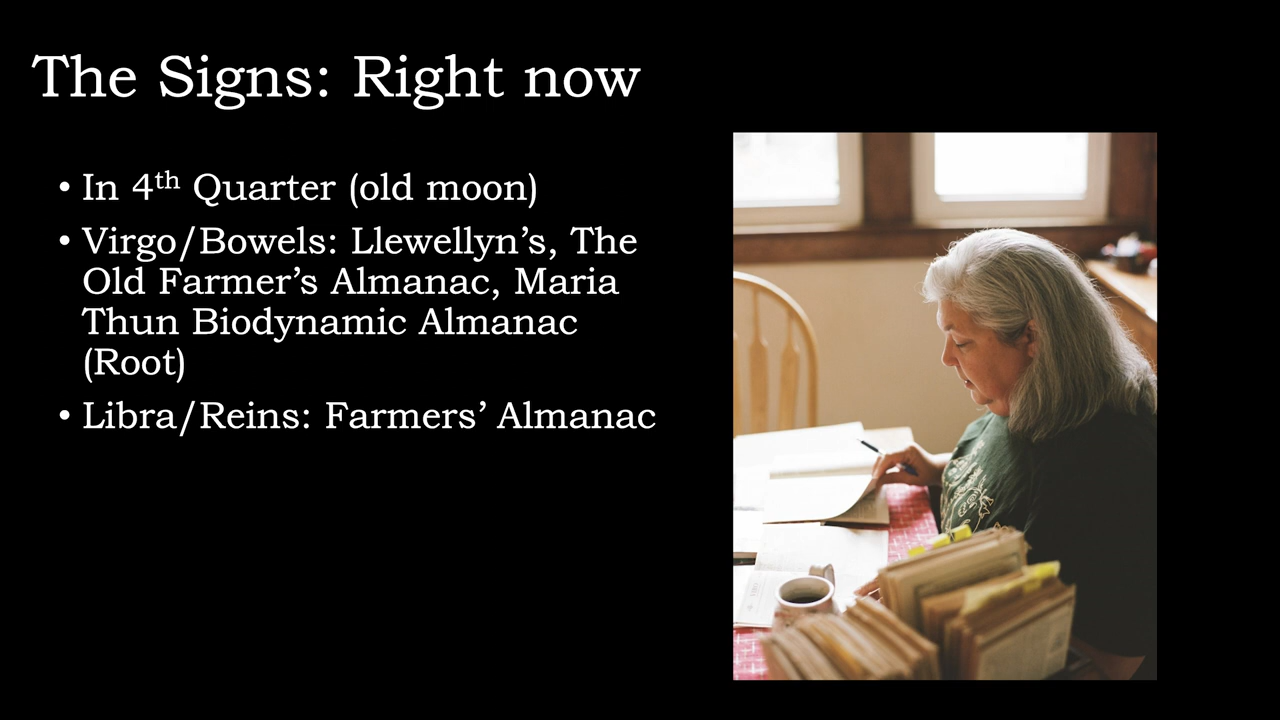 The Signs: Right now
• In 4th Quarter (old moon)
• Virgo/Bowels: Llewellyn’s, The
Old Farmer’s Almanac, Maria
Thun Biodynamic Almanac
(Root)
• Libra/Reins: Farmers’ Almanac